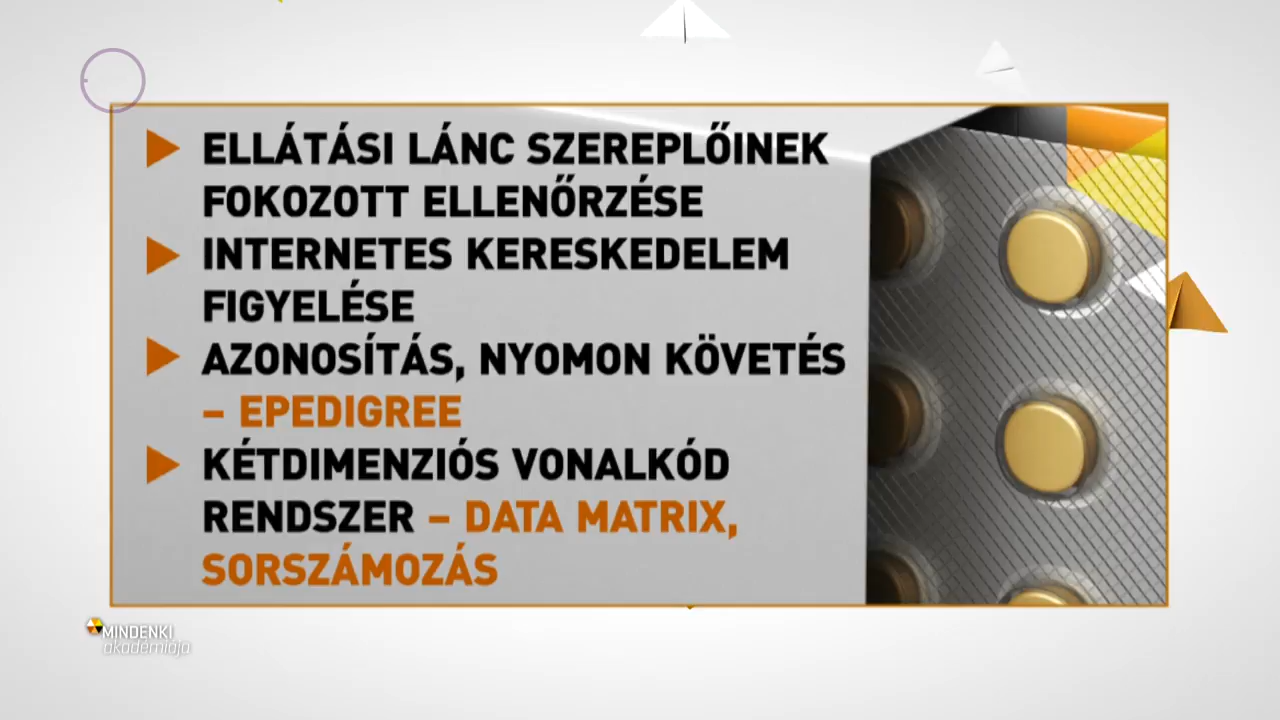 ELLÁTÁSI LÁNC SZEREPLŐINEK
FOKOZOTT ELLENŐRZÉSE
INTERNETES KERESKEDELEM
FIGYELÉSE
AZONOSÍTÁS, NYOMON KÖVETÉS
– EPEDIGREE
KÉTDIMENZIÓS VONALKÓD
RENDSZER – DATA MATRIX,
SORSZÁMOZÁS
MINDENKI
akadémiája